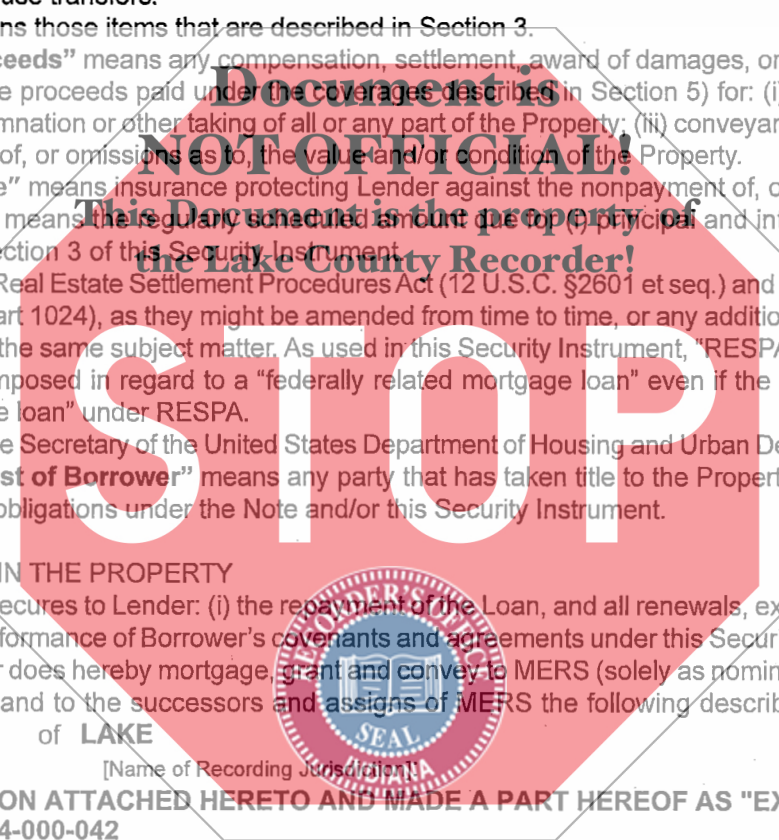 ns those items that are described in Section 3.
ceeds” means any compensation, settlement, award of damages, or
Document is
e proceeds paid under the coverages described in Section 5) for: (i
mnation or other taking of all or any part of the Property; (ii) conveyan
NOT OFFICIAL!
of, or omissions as to, the value and/or condition of the Property.
e” means insurance protecting Lender against the nonpayment of, o
This Document is the property of
means the regularly scheduled amount due for (i) principal and int
ction 3 of this Security Instrument.
the Lake County Recorder!
Real Estate Settlement Procedures Act (12 U.S.C. §2601 et seq.) and
art 1024), as they might be amended from time to time, or any additio
the same subject matter. As used in this Security Instrument, "RESPA
mposed in regard to a “federally related mortgage loan” even if the
e loan” under RESPA.
STOP
e Secretary of the United States Department of Housing and Urban De
st of Borrower” means any party that has taken title to the Propert
obligations under the Note and/or this Security Instrument.
IN THE PROPERTY
ecures to Lender: (i) the repayment of the Loan, and all renewals, ex
formance of Borrower’s covenants and agreements under this Secur
r does hereby mortgage, grant and convey to MERS (solely as nomin
and to the successors and assigns of MERS the following describ
RECORDER'S OFFICE
SEAL
INDIANA
of LAKE
[Name of Recording Jurisdiction]
ON ATTACHED HERETO AND MADE A PART HEREOF AS "EX
4-000-042